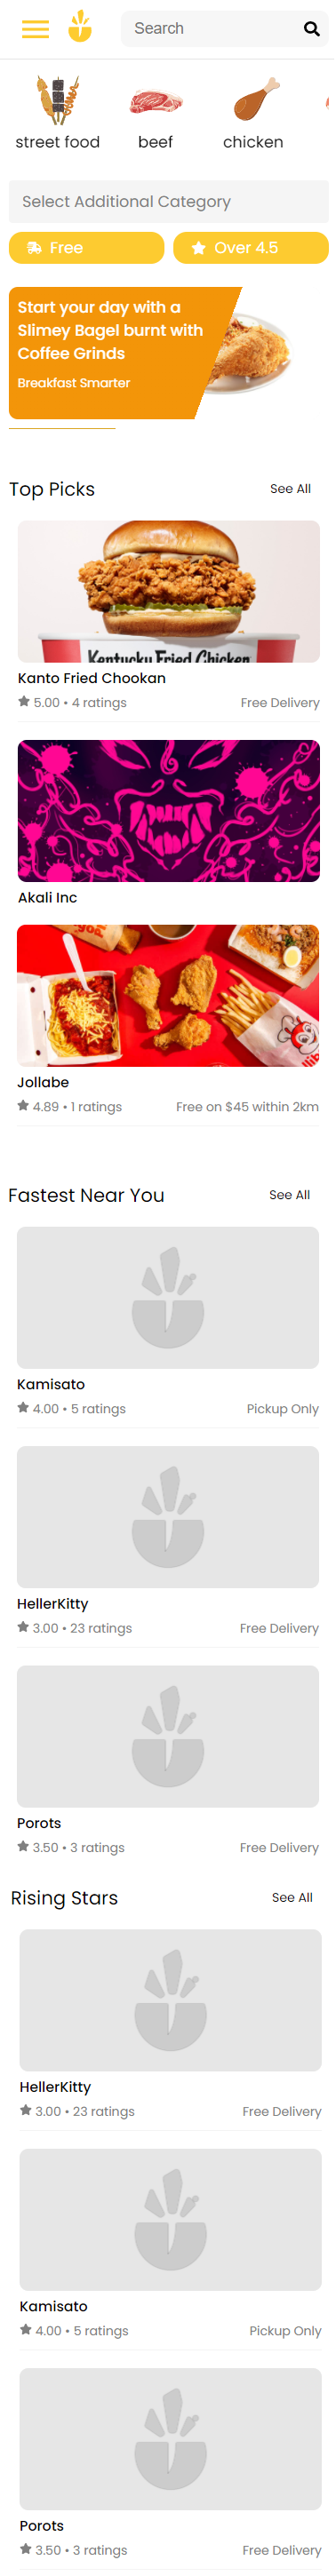 Search
street food
beef
chicken
Select Additional Category
Free
Over 4.5
Start your day with a
Slimey Bagel burnt with
Coffee Grinds
Breakfast Smarter
Top Picks
See All
Kentucky Fried Chicken
Kanto Fried Chookan
5.00 • 4 ratings
Free Delivery
Akali Inc
Jollabe
4.89 • 1 ratings
Free on $45 within 2km
Fastest Near You
See All
Kamisato
4.00 • 5 ratings
Pickup Only
HellerKitty
3.00 • 23 ratings
Free Delivery
Porots
3.50 • 3 ratings
Free Delivery
Rising Stars
See All
HellerKitty
3.00 • 23 ratings
Free Delivery
Kamisato
4.00 • 5 ratings
Pickup Only
Porots
3.50 • 3 ratings
Free Delivery